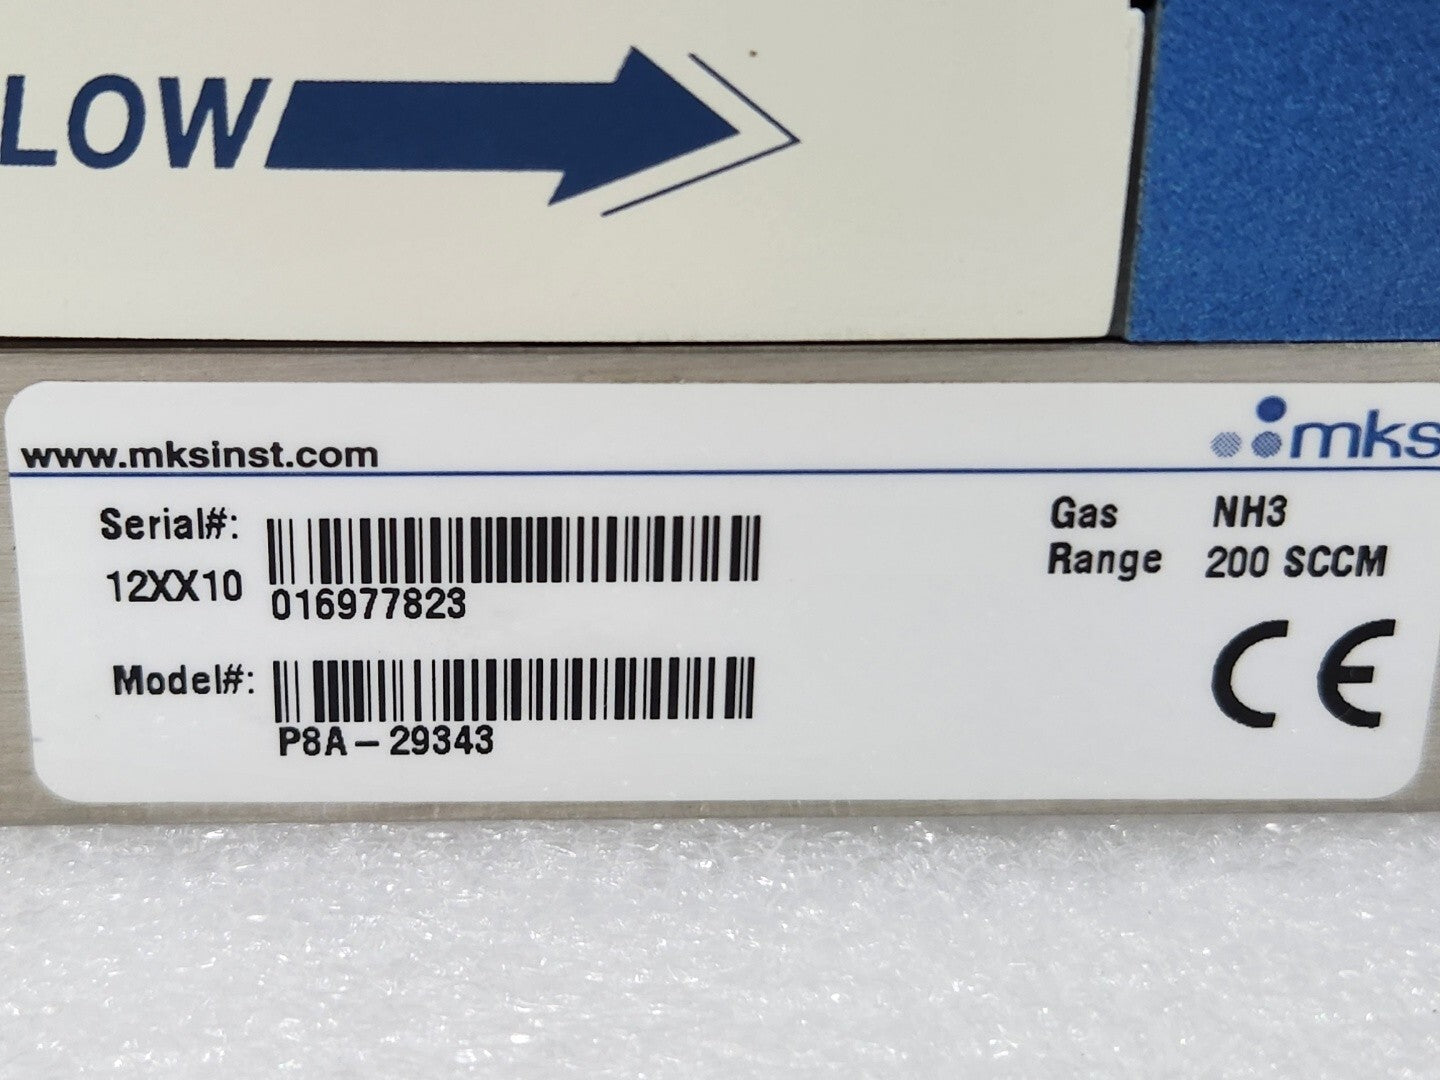 LOW
www.mksinst.com
mks
Serial#:
12XX10
016977823
Gas NH3
Range 200 SCCM
Model#:
P8A-29343
CE